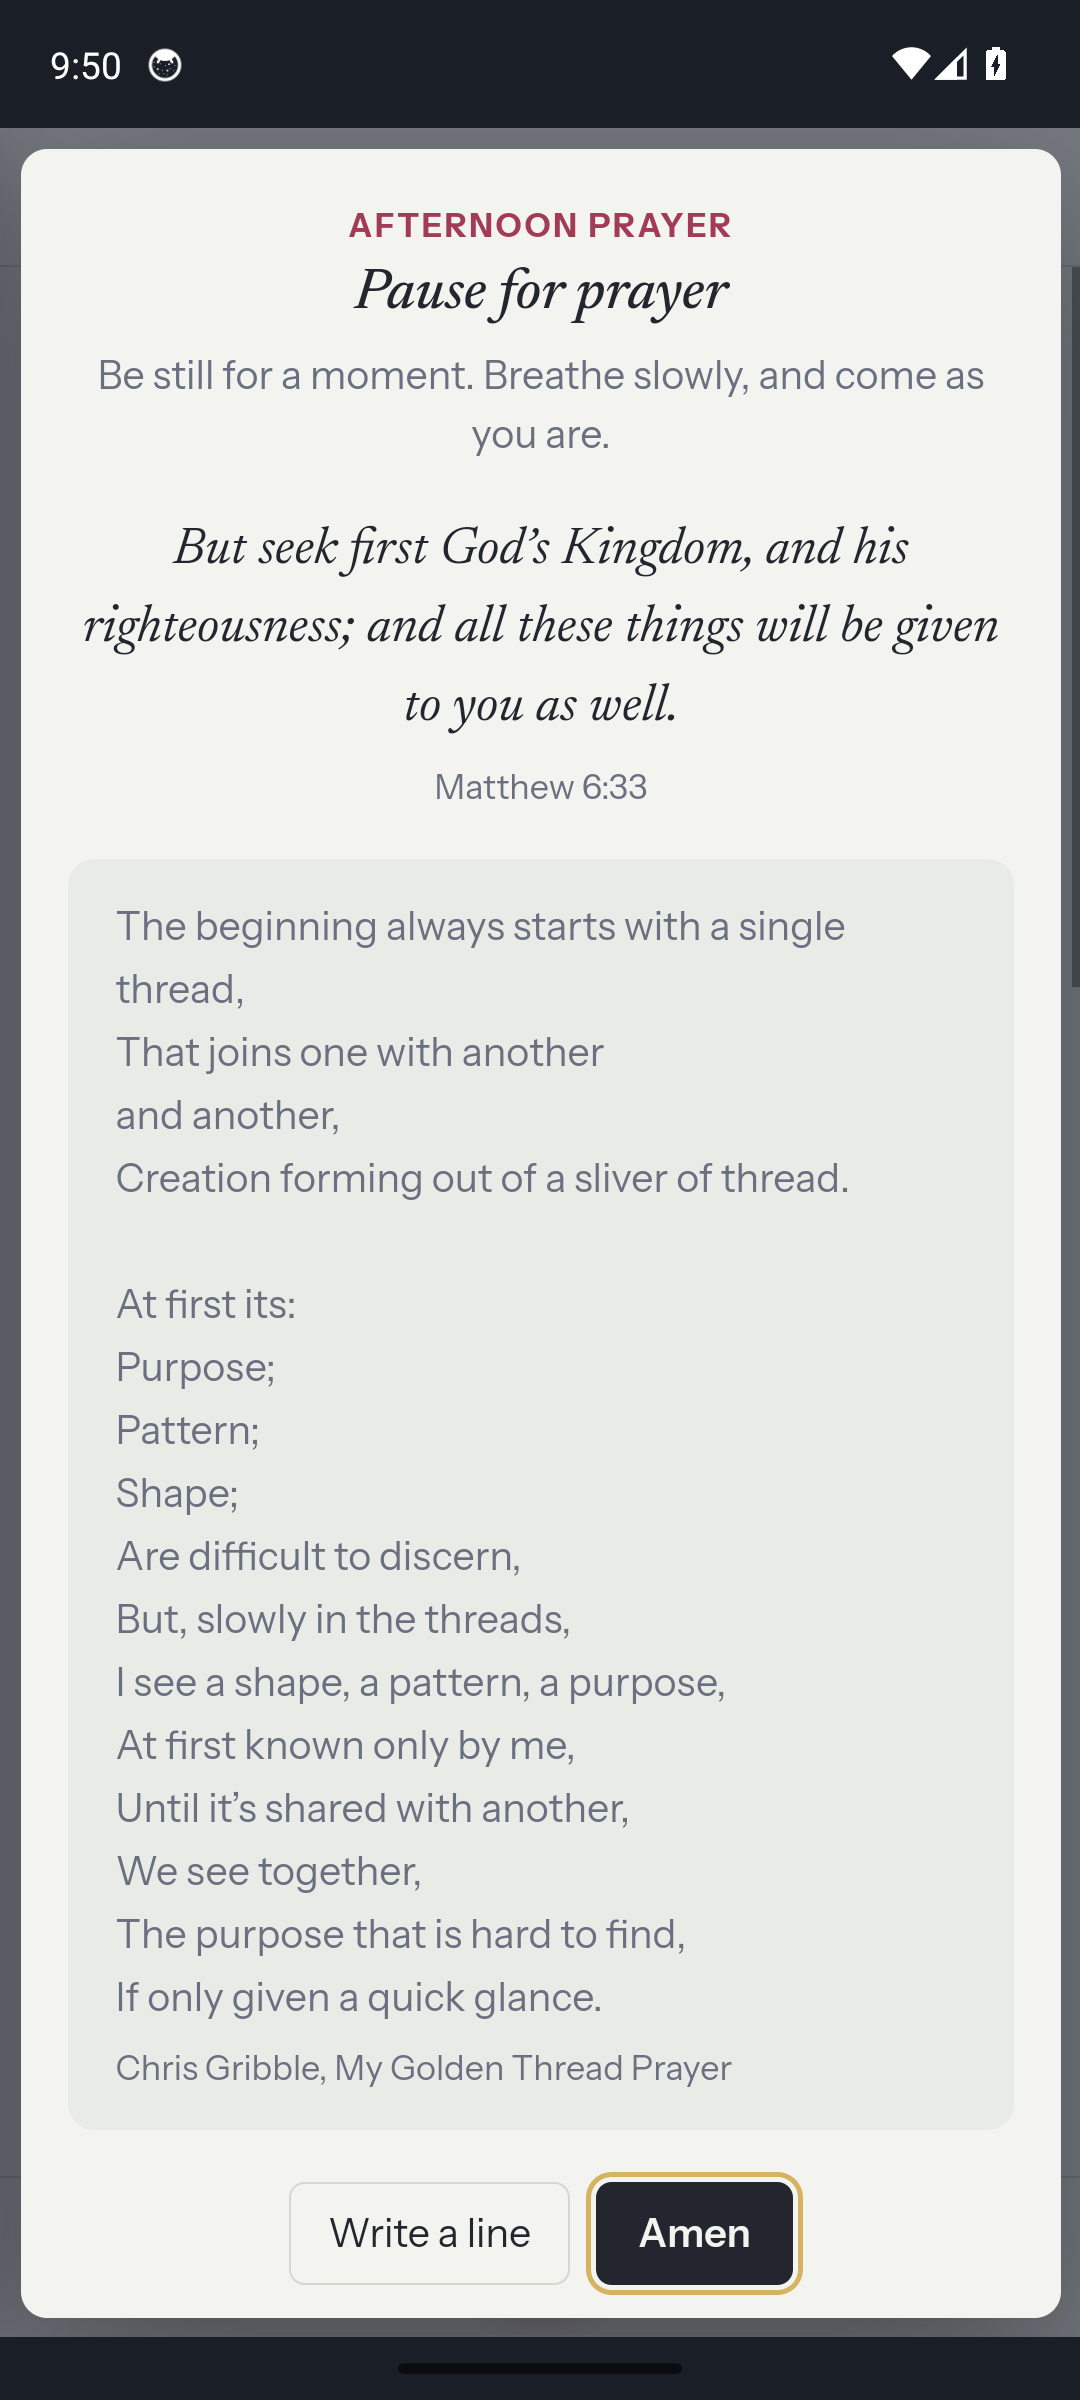 9:50
AFTERNOON PRAYER
Pause for prayer
Be still for a moment. Breathe slowly, and come as
you are.
But seek first God’s Kingdom, and his
righteousness; and all these things will be given
to you as well.
Matthew 6:33
The beginning always starts with a single
thread,
That joins one with another
and another,
Creation forming out of a sliver of thread.
At first its:
Purpose;
Pattern;
Shape;
Are difficult to discern,
But, slowly in the threads,
I see a shape, a pattern, a purpose,
At first known only by me,
Until it’s shared with another,
We see together,
The purpose that is hard to find,
If only given a quick glance.
Chris Gribble, My Golden Thread Prayer
Write a line
Amen